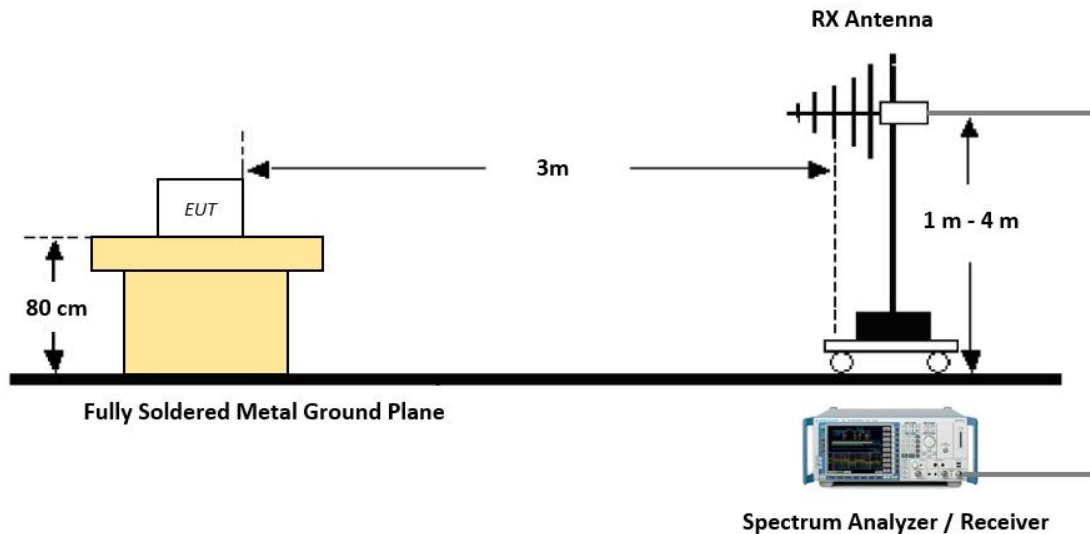 RX Antenna
3m
EUT
1 m - 4 m
80 cm
Fully Soldered Metal Ground Plane
Spectrum Analyzer / Receiver